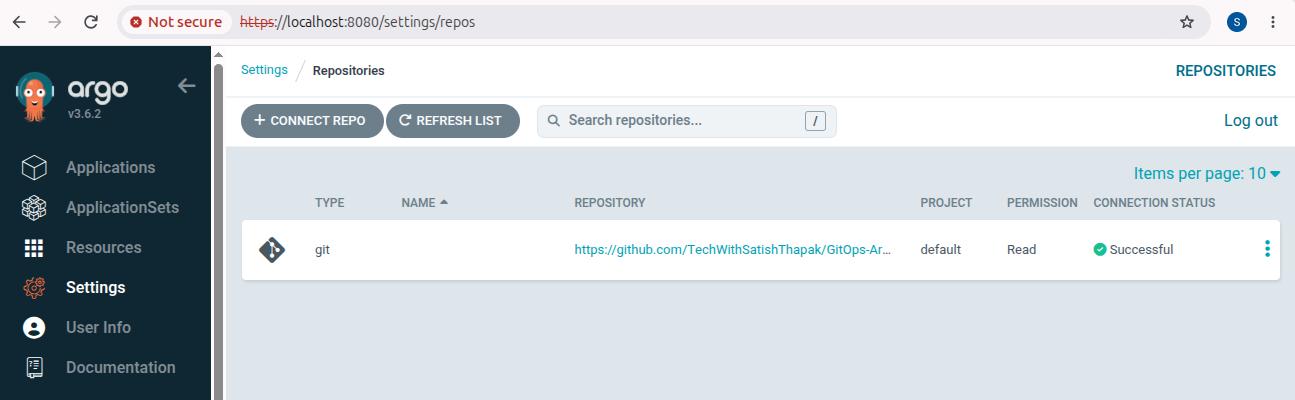 Not secure https://localhost:8080/settings/repos S
argo
v3.6.2
Applications
ApplicationSets
Resources
Settings
User Info
Documentation
Settings / Repositories REPOSITORIES
+ CONNECT REPO REFRESH LIST Search repositories... / Log out
Items per page: 10
TYPE NAME REPOSITORY PROJECT PERMISSION CONNECTION STATUS
git https://github.com/TechWithSatishThapak/GitOps-Ar... default Read Successful